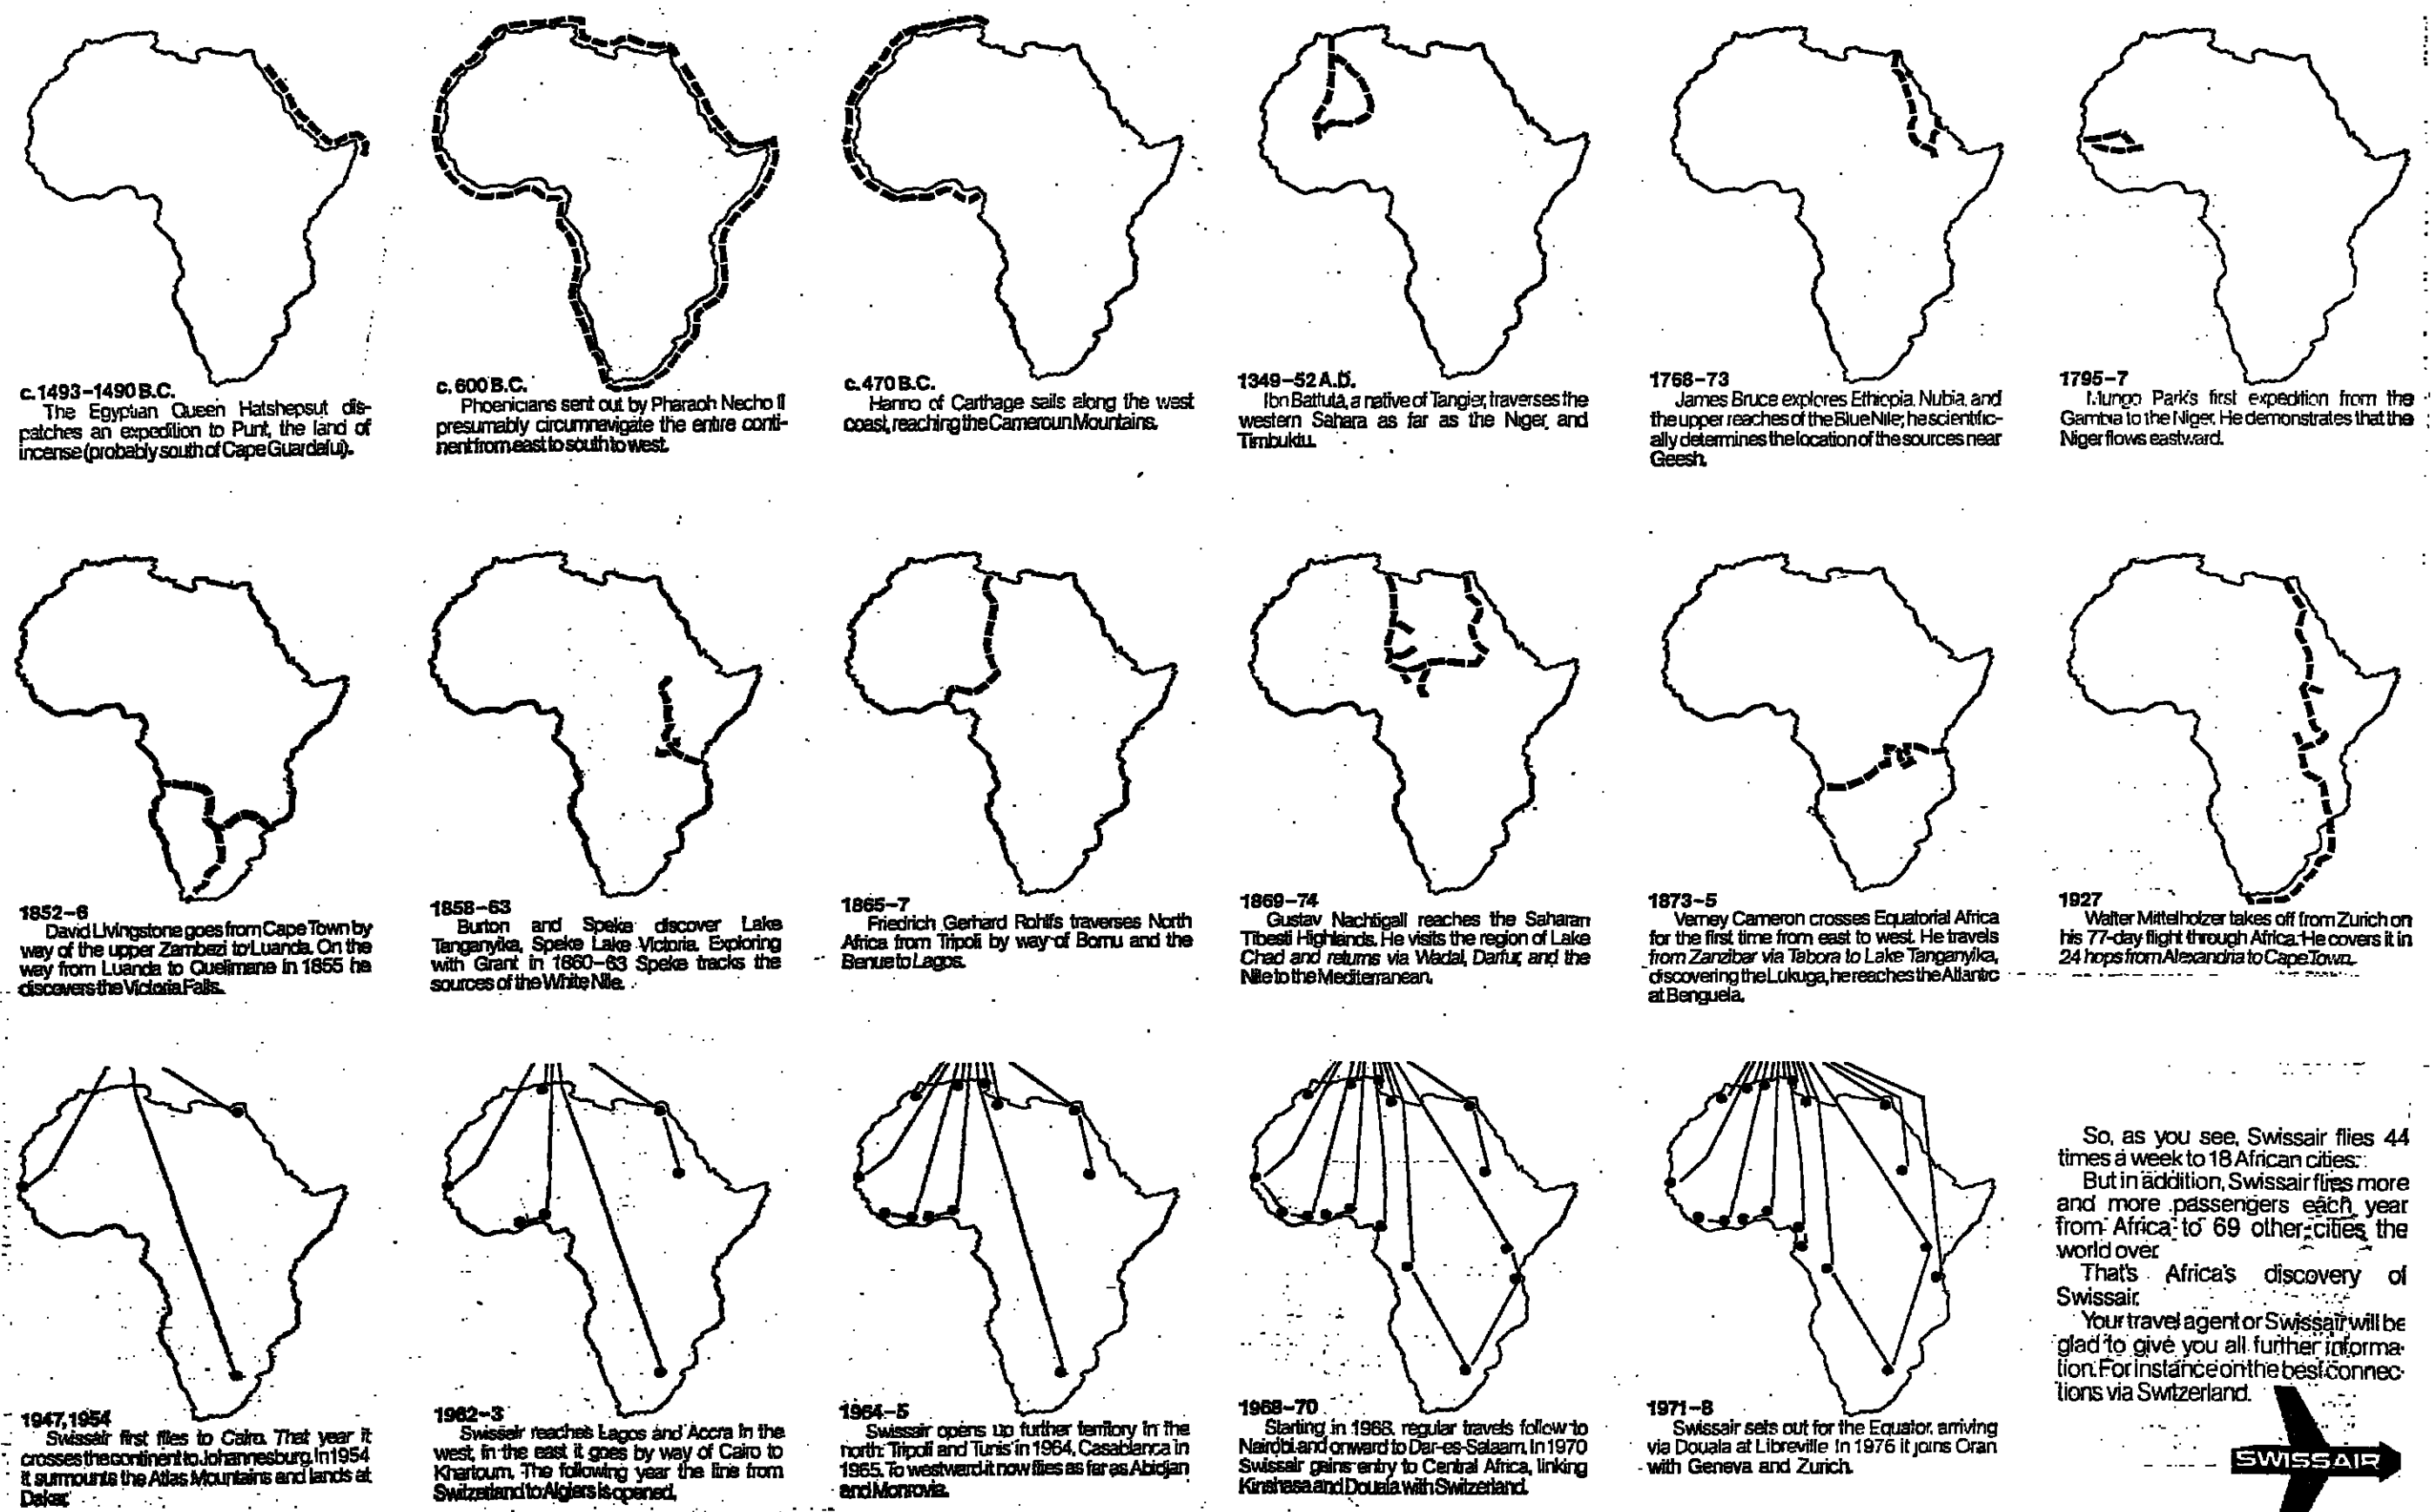 c.1493–1490 B.C.
The Egyptian Queen Hatshepsut dis-
patches an expedition to Punt, the land of
incense (probably south of Cape Guardafui).
c. 600 B.C.
Phoenicians sent out by Pharaoh Necho II
presumably circumnavigate the entire conti-
nent from east to south to west.
c. 470 B.C.
Hanno of Carthage sails along the west
coast, reaching the Cameroun Mountains.
1349–52 A.D.
Ibn Battuta, a native of Tangier, traverses the
western Sahara as far as the Niger and
Timbuktu.
1768–73
James Bruce explores Ethiopia, Nubia, and
the upper reaches of the Blue Nile; he scientific-
ally determines the location of the sources near
Geesh.
1795–7
Mungo Park's first expedition from the
Gambia to the Niger. He demonstrates that the
Niger flows eastward.
1852–6
David Livingstone goes from Cape Town by
way of the upper Zambezi to Luanda. On the
way from Luanda to Quelimane in 1855 he
discovers the Victoria Falls.
1858–63
Burton and Speke discover Lake
Tanganyika, Speke Lake Victoria. Exploring
with Grant in 1860–63 Speke tracks the
sources of the White Nile.
1865–7
Friedrich Gerhard Rohlfs traverses North
Africa from Tripoli by way of Bornu and the
Benue to Lagos.
1869–74
Gustav Nachtigall reaches the Saharan
Tibesti Highlands. He visits the region of Lake
Chad and returns via Wadai, Darfur, and the
Nile to the Mediterranean.
1873–5
Verney Cameron crosses Equatorial Africa
for the first time from east to west. He travels
from Zanzibar via Tabora to Lake Tanganyika,
discovering the Lukuga, he reaches the Atlantic
at Benguela.
1927
Walter Mittelholzer takes off from Zurich on
his 77-day flight through Africa. He covers it in
24 hops from Alexandria to Cape Town.
1947, 1954
Swissair first flies to Cairo. That year it
crosses the continent to Johannesburg. In 1954
it surmounts the Atlas Mountains and lands at
Dakar.
1962–3
Swissair reaches Lagos and Accra in the
west, in the east it goes by way of Cairo to
Khartoum. The following year the line from
Switzerland to Algiers is opened.
1964–5
Swissair opens up further territory in the
north: Tripoli and Tunis in 1964, Casablanca in
1965. To westward it now flies as far as Abidjan
and Monrovia.
1968–70
Starting in 1968, regular travels follow to
Nairobi and onward to Dar-es-Salaam. In 1970
Swissair gains entry to Central Africa, linking
Kinshasa and Douala with Switzerland.
1971–8
Swissair sets out for the Equator, arriving
via Douala at Libreville. In 1976 it joins Oran
with Geneva and Zurich.
So, as you see, Swissair flies 44
times a week to 18 African cities.
But in addition, Swissair flies more
and more passengers each year
from Africa to 69 other cities the
world over.
That's Africa's discovery of
Swissair.
Your travel agent or Swissair will be
glad to give you all further informa-
tion. For instance on the best connec-
tions via Switzerland.
SWISSAIR